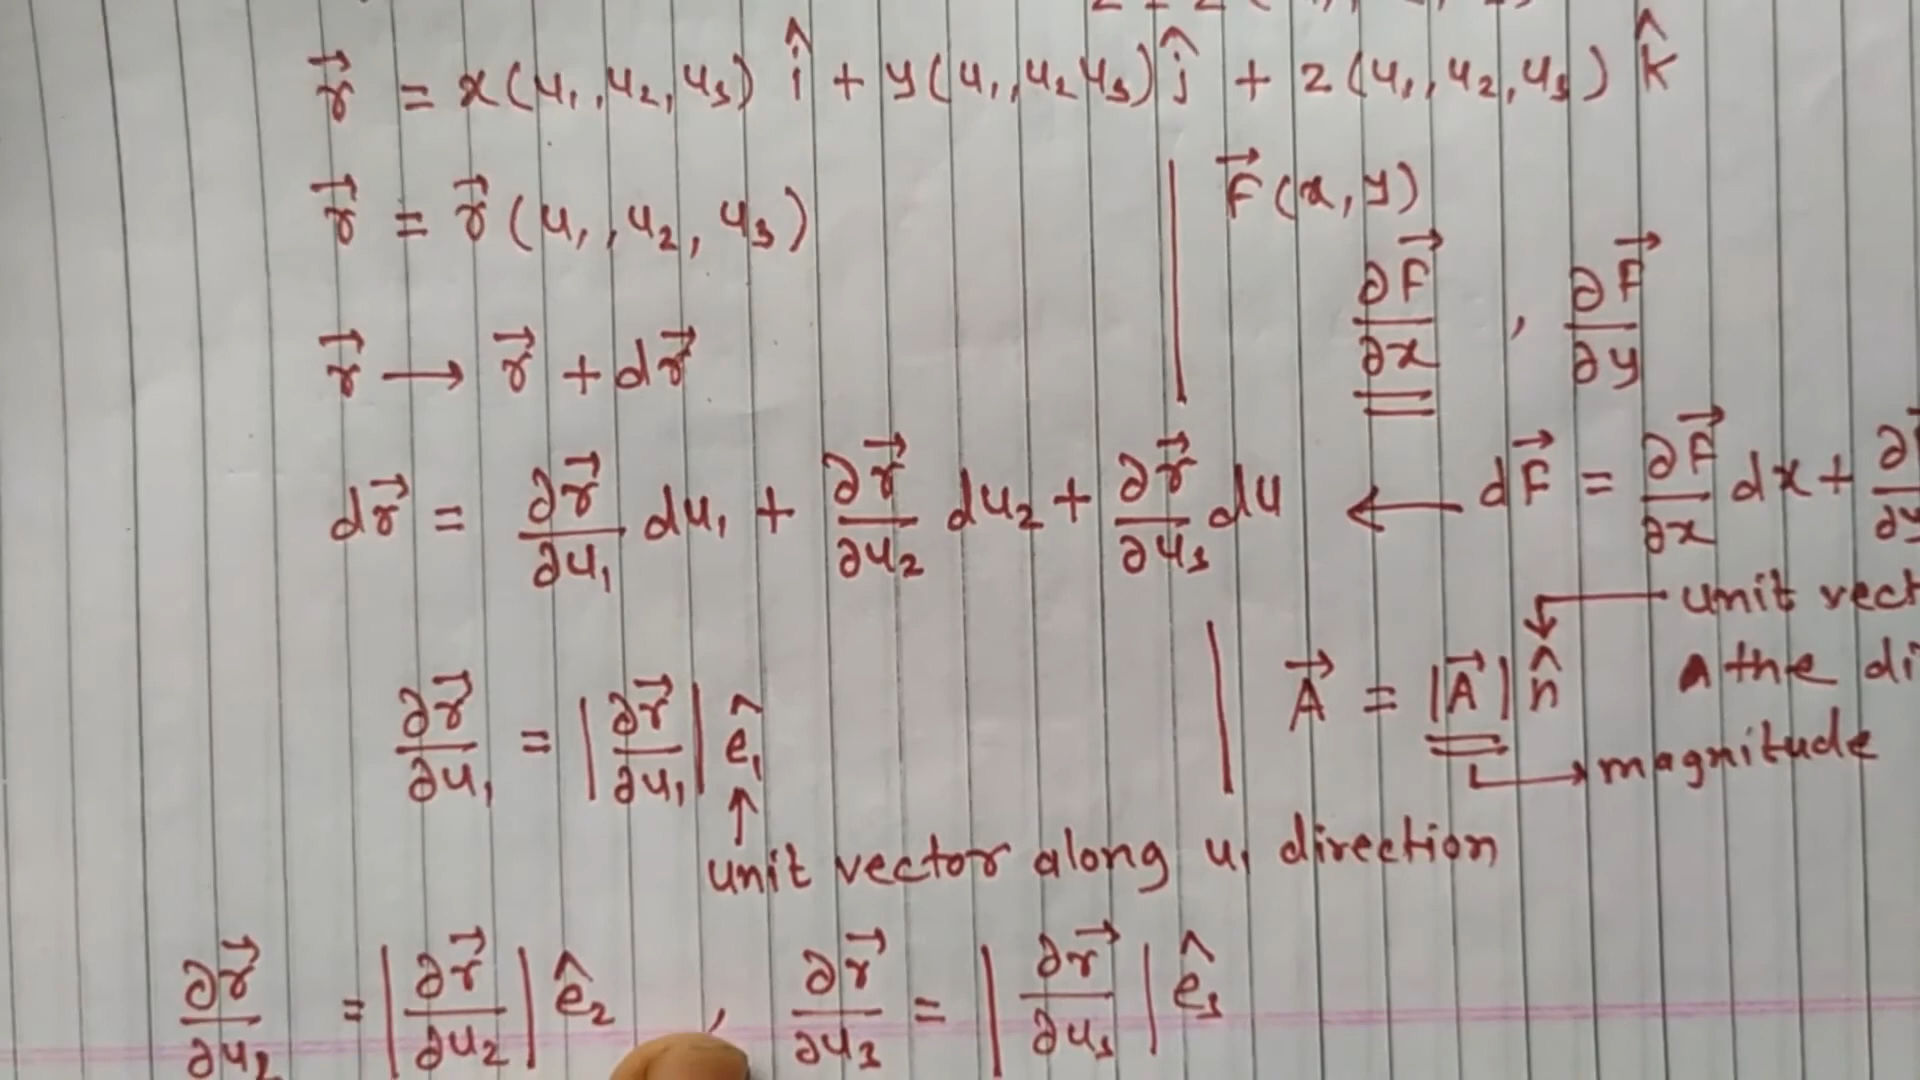 r⃗ = x(u₁, u₂, u₃) î + y(u₁, u₂ u₃) ĵ + z(u₁, u₂, u₃) k̂
r⃗ = r⃗(u₁, u₂, u₃)
F⃗(x, y)
∂F⃗/∂x , ∂F⃗/∂y
r⃗ → r⃗ + dr⃗
dr⃗ = ∂r⃗/∂u₁ du₁ + ∂r⃗/∂u₂ du₂ + ∂r⃗/∂u₃ du ← dF⃗ = ∂F⃗/∂x dx +
unit
the
A⃗ = |A⃗| n̂
magnitude
∂r⃗/∂u₁ = |∂r⃗/∂u₁| ê₁
unit vector along u₁ direction
∂r⃗/∂u₂ = |∂r⃗/∂u₂| ê₂ , ∂r⃗/∂u₃ = |∂r⃗/∂u₃| ê₃